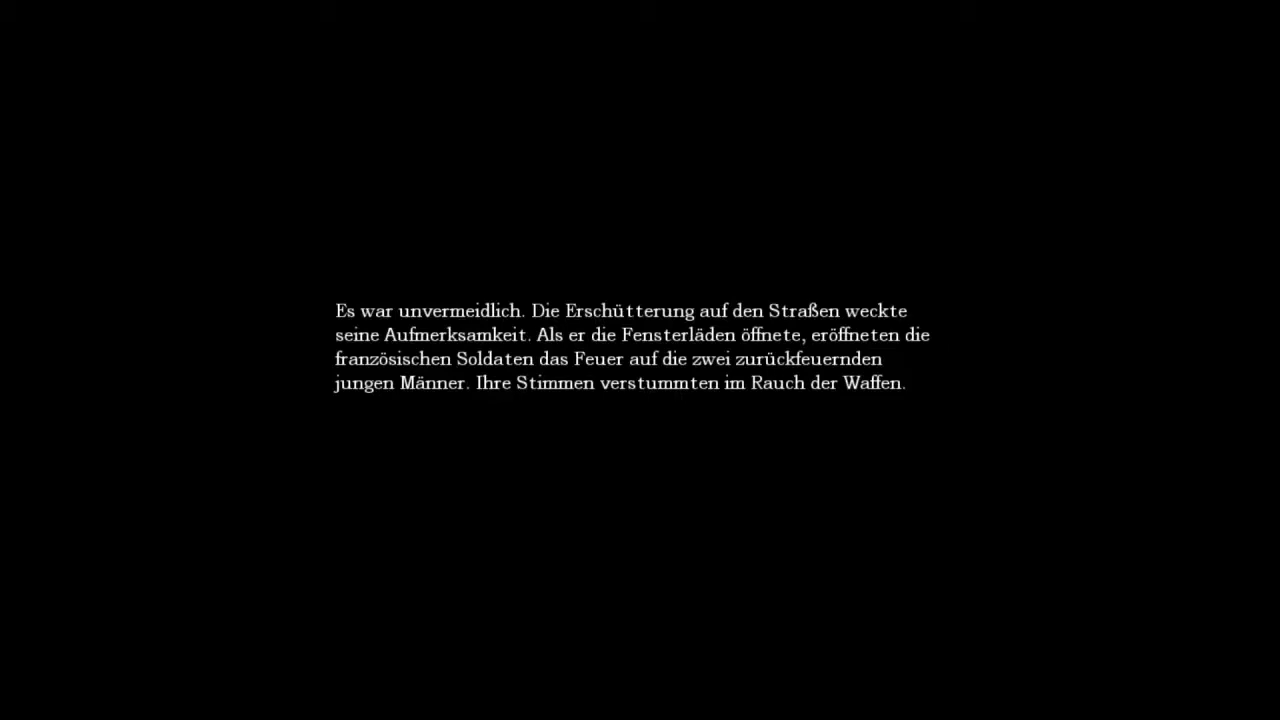 Es war unvermeidlich. Die Erschütterung auf den Straßen weckte
seine Aufmerksamkeit. Als er die Fensterläden öffnete, eröffneten die
französischen Soldaten das Feuer auf die zwei zurückfeuernden
jungen Männer. Ihre Stimmen verstummten im Rauch der Waffen.